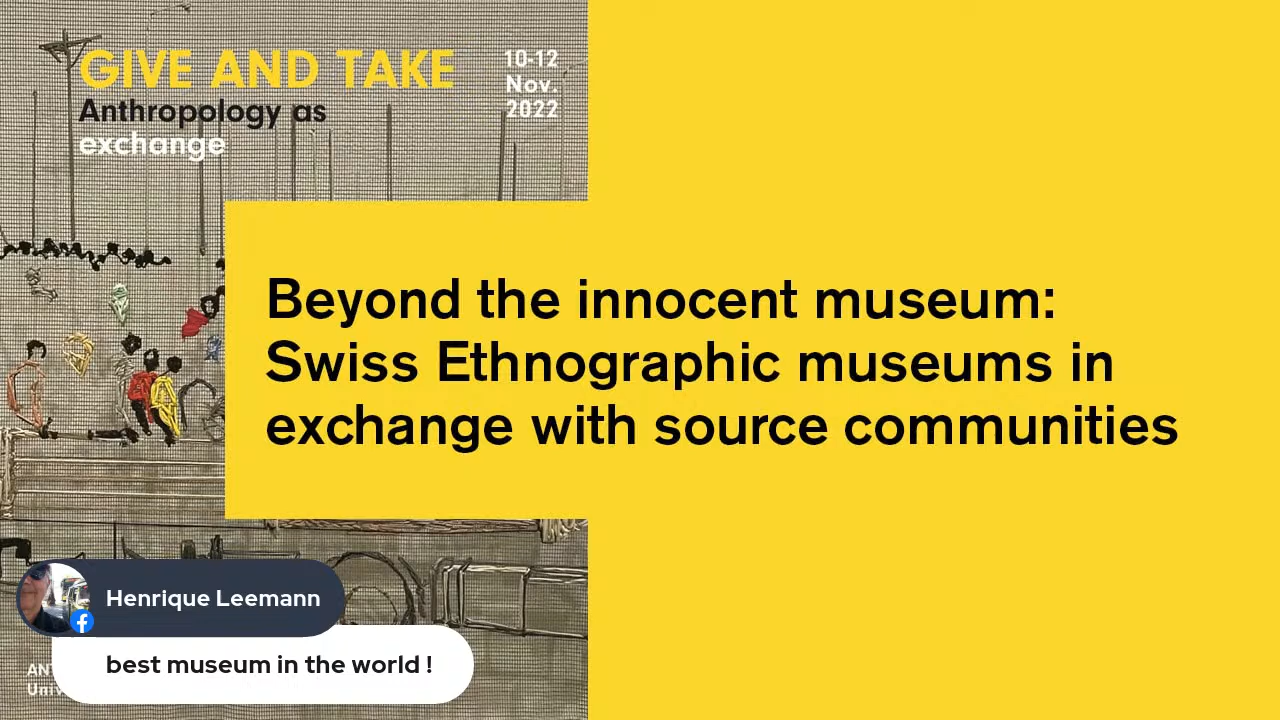 GIVE AND TAKE
Anthropology as
exchange
10-12
Nov.
2022
Beyond the innocent museum:
Swiss Ethnographic museums in
exchange with source communities
Henrique Leemann
best museum in the world !